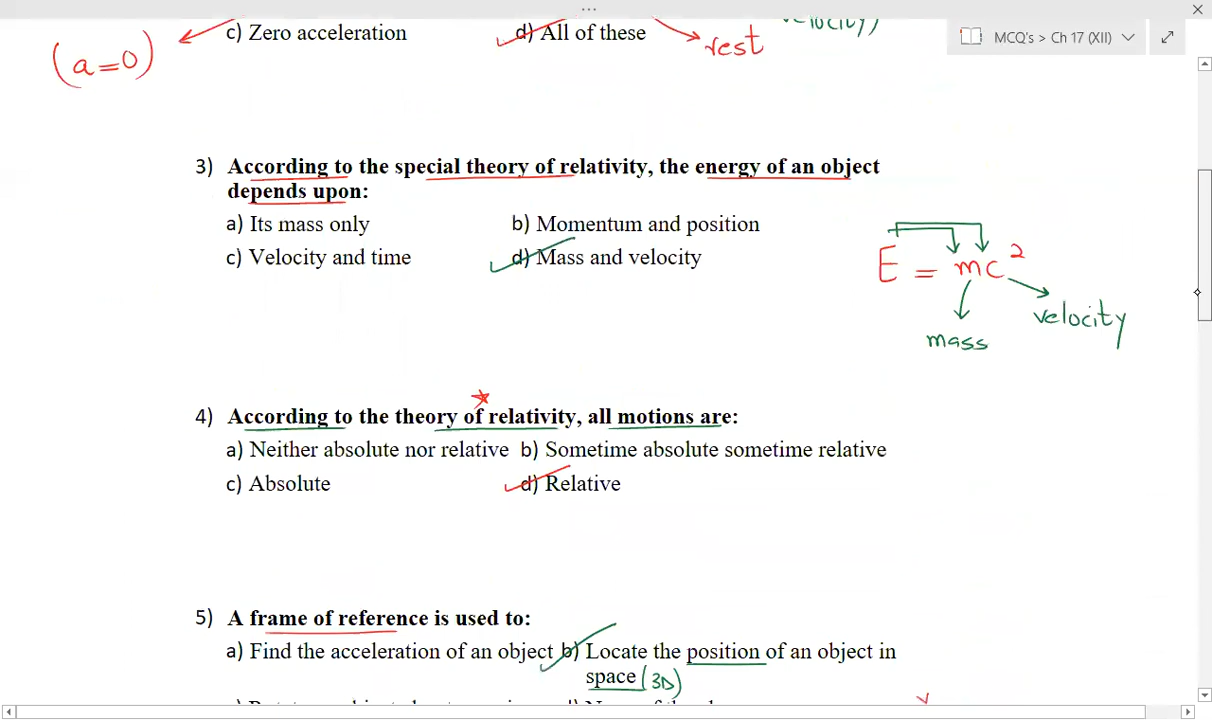 c) Zero acceleration
d) All of these
rest
(a=0)
MCQ's > Ch 17 (XII)
3) According to the special theory of relativity, the energy of an object
depends upon:
a) Its mass only b) Momentum and position
c) Velocity and time d) Mass and velocity
E = mc²
velocity
mass
4) According to the theory of relativity, all motions are:
a) Neither absolute nor relative b) Sometime absolute sometime relative
c) Absolute d) Relative
5) A frame of reference is used to:
a) Find the acceleration of an object b) Locate the position of an object in
space (3D)